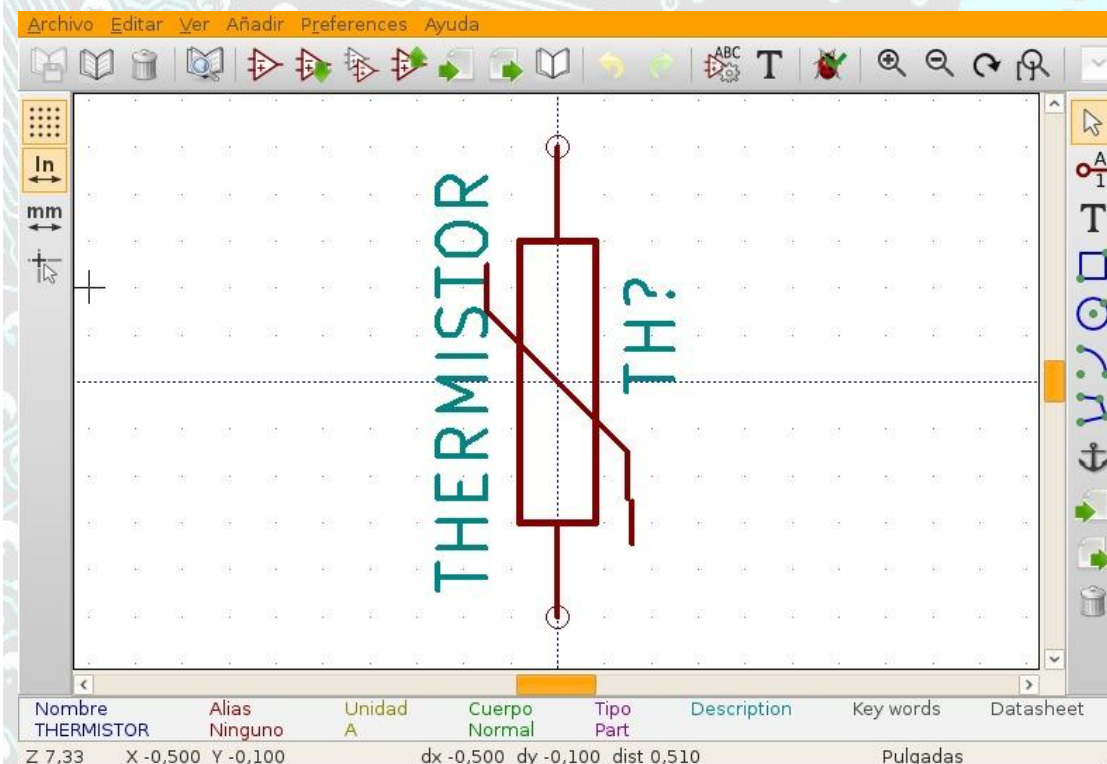 Archivo Editar Ver Añadir Preferences Ayuda
ABC
T
In
mm
A
1
T
THERMISTOR
TH?
Nombre Alias Unidad Cuerpo Tipo Description Key words Datasheet
THERMISTOR Ninguno A Normal Part
Z 7,33 X -0,500 Y -0,100 dx -0,500 dy -0,100 dist 0,510 Pulgadas